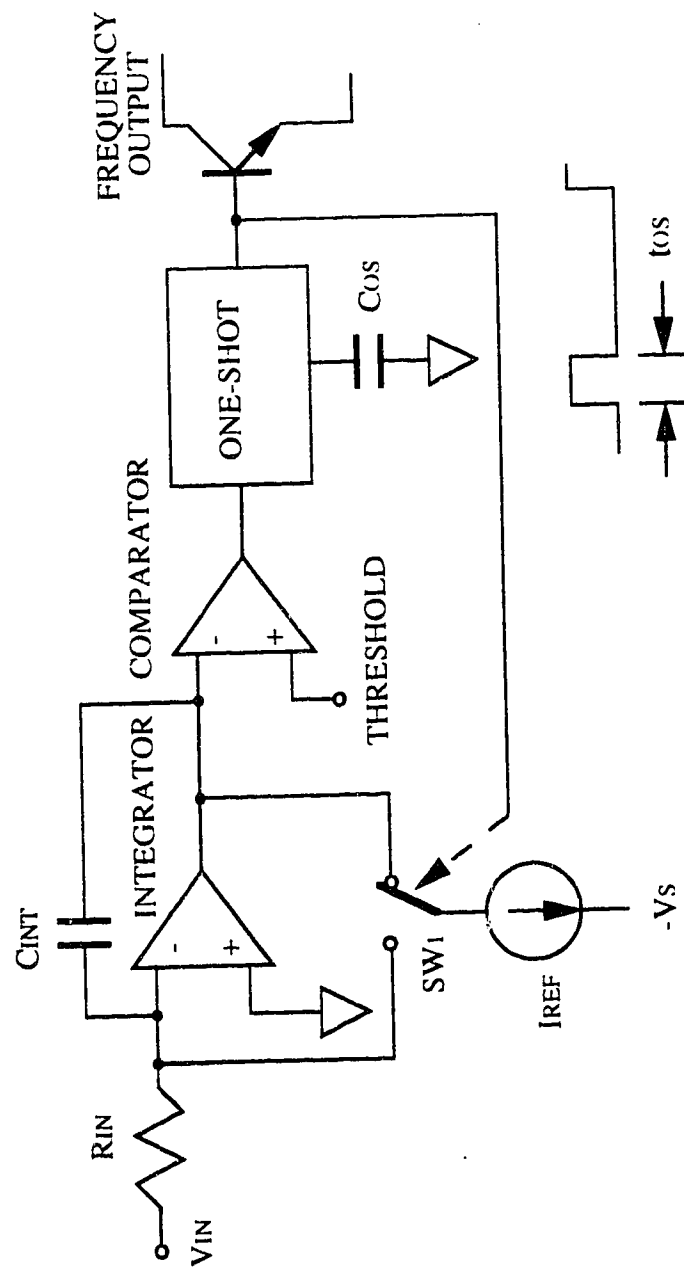 FREQUENCY
OUTPUT
ONE-SHOT
COS
tOS
COMPARATOR
-
+
THRESHOLD
CINT
INTEGRATOR
-
+
SW1
IREF
-VS
RIN
VIN